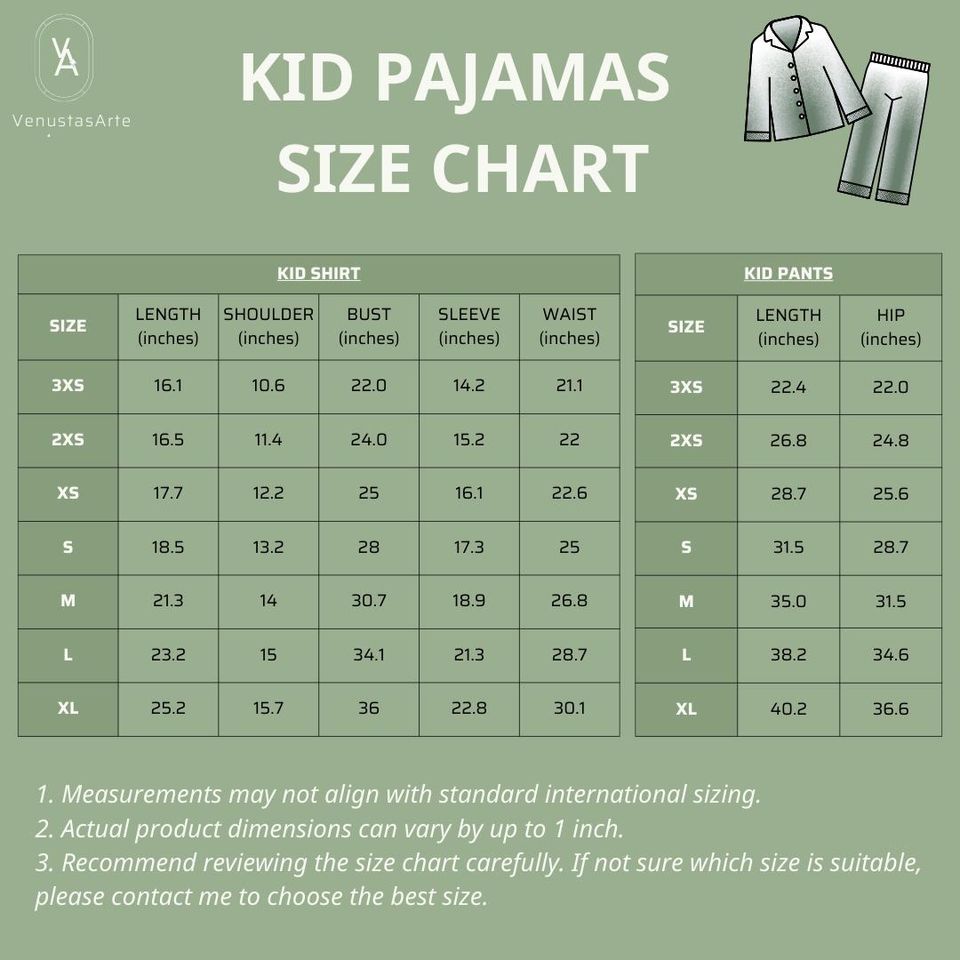 VA
VenustasArte
KID PAJAMAS
SIZE CHART
KID SHIRT
SIZE LENGTH (inches) SHOULDER (inches) BUST (inches) SLEEVE (inches) WAIST (inches)
3XS 16.1 10.6 22.0 14.2 21.1
2XS 16.5 11.4 24.0 15.2 22
XS 17.7 12.2 25 16.1 22.6
S 18.5 13.2 28 17.3 25
M 21.3 14 30.7 18.9 26.8
L 23.2 15 34.1 21.3 28.7
XL 25.2 15.7 36 22.8 30.1
KID PANTS
SIZE LENGTH (inches) HIP (inches)
3XS 22.4 22.0
2XS 26.8 24.8
XS 28.7 25.6
S 31.5 28.7
M 35.0 31.5
L 38.2 34.6
XL 40.2 36.6
1. Measurements may not align with standard international sizing.
2. Actual product dimensions can vary by up to 1 inch.
3. Recommend reviewing the size chart carefully. If not sure which size is suitable,
please contact me to choose the best size.